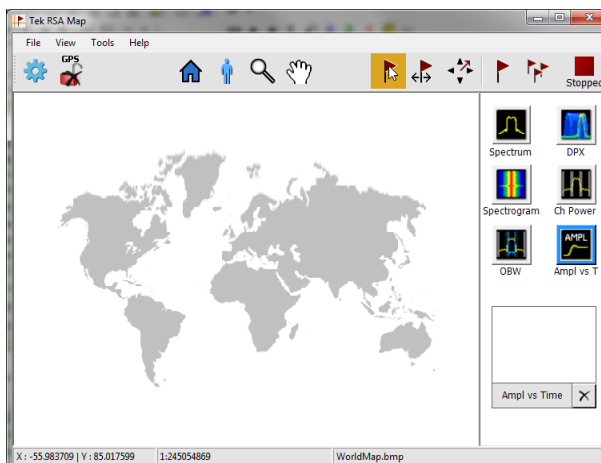 Tek RSA Map
File View Tools Help
GPS
Stopped
Spectrum DPX
Spectrogram Ch Power
AMPL
OBW Ampl vs T
Ampl vs Time
X : -55.983709 | Y : 85.017599 1:245054869 WorldMap.bmp